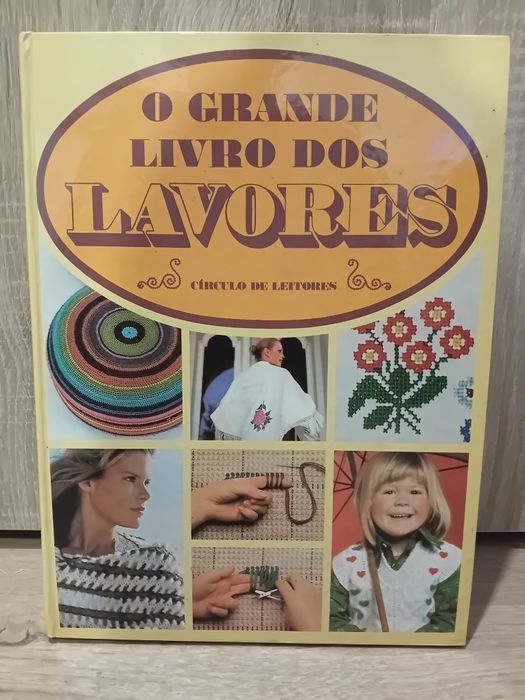 O GRANDE
LIVRO DOS
LAVORES
CÍRCULO DE LEITORES